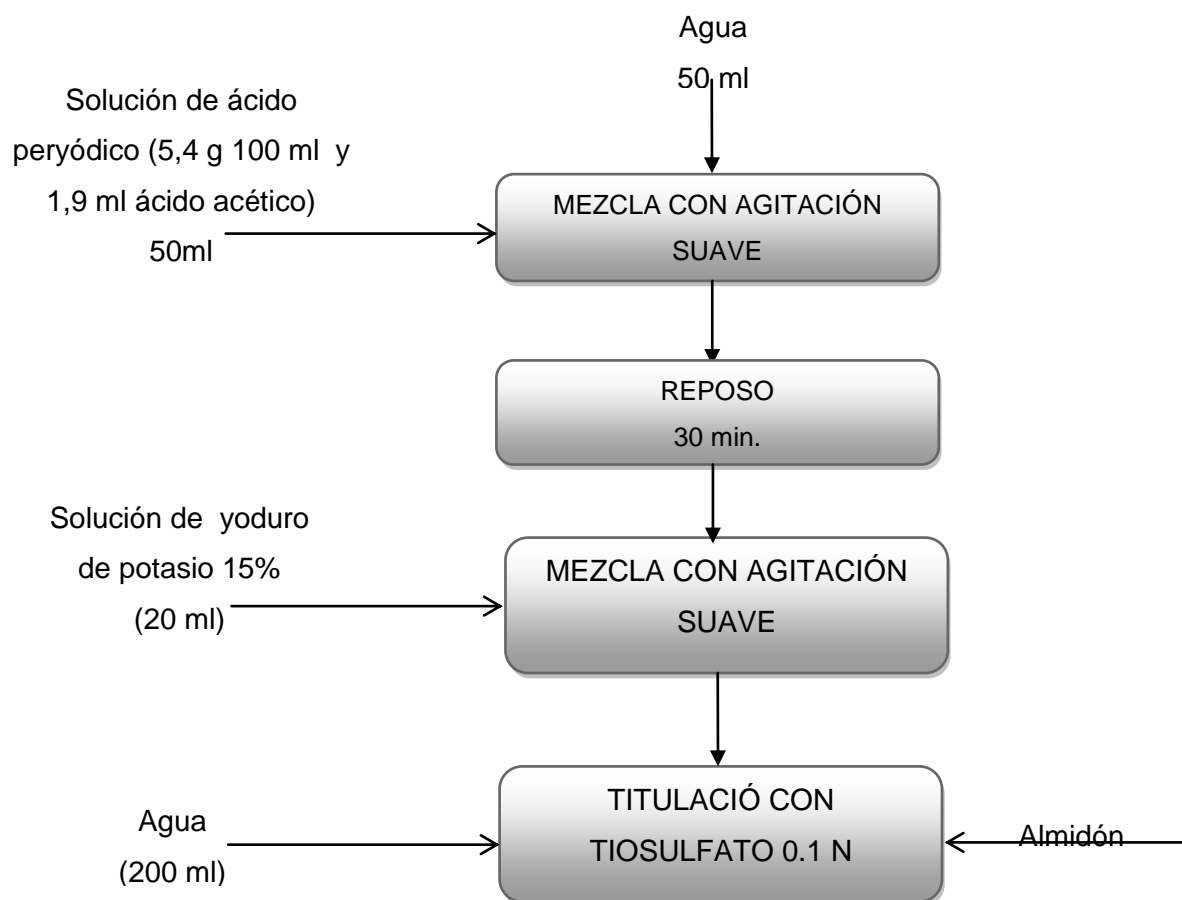 Agua
50 ml
Solución de ácido
peryódico (5,4 g 100 ml y
1,9 ml ácido acético)
50ml
MEZCLA CON AGITACIÓN
SUAVE
REPOSO
30 min.
Solución de yoduro
de potasio 15%
(20 ml)
MEZCLA CON AGITACIÓN
SUAVE
TITULACIÓ CON
TIOSULFATO 0.1 N
Agua
(200 ml)
Almidón